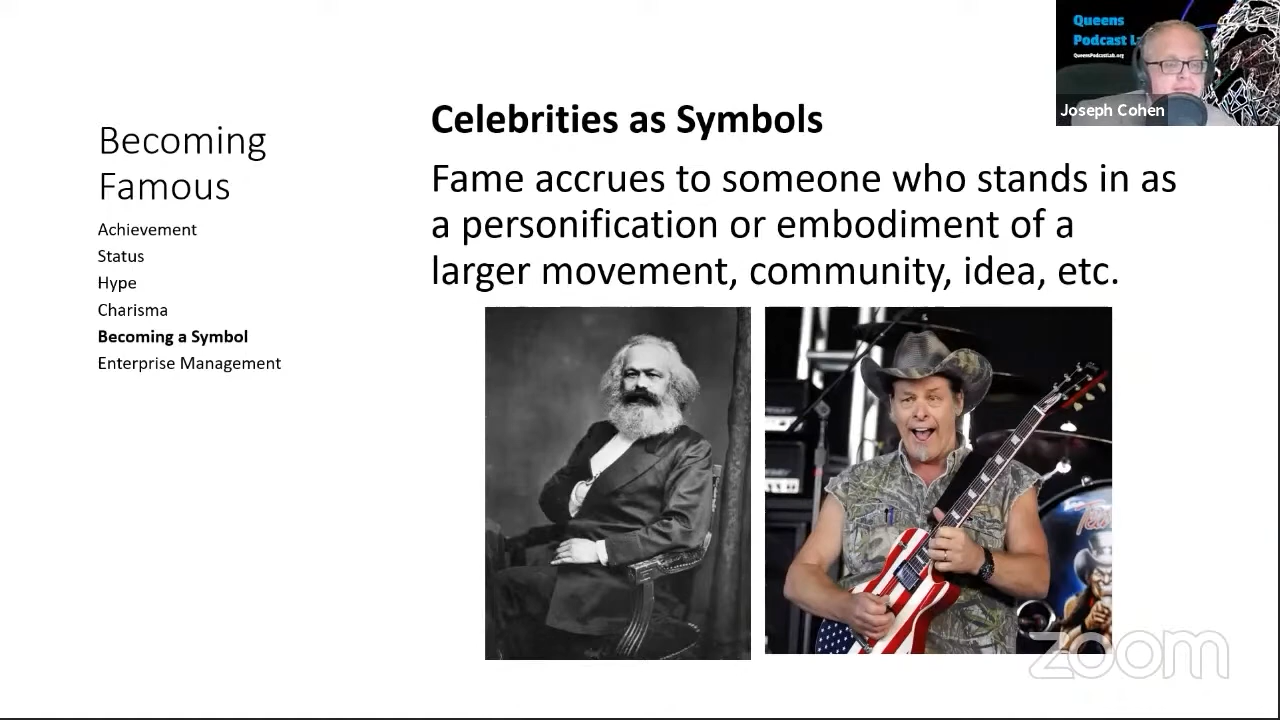 Queens
Podcast L
QueensPodcastLab.org
Joseph Cohen
Becoming
Famous
Achievement
Status
Hype
Charisma
Becoming a Symbol
Enterprise Management
Celebrities as Symbols
Fame accrues to someone who stands in as
a personification or embodiment of a
larger movement, community, idea, etc.
zoom